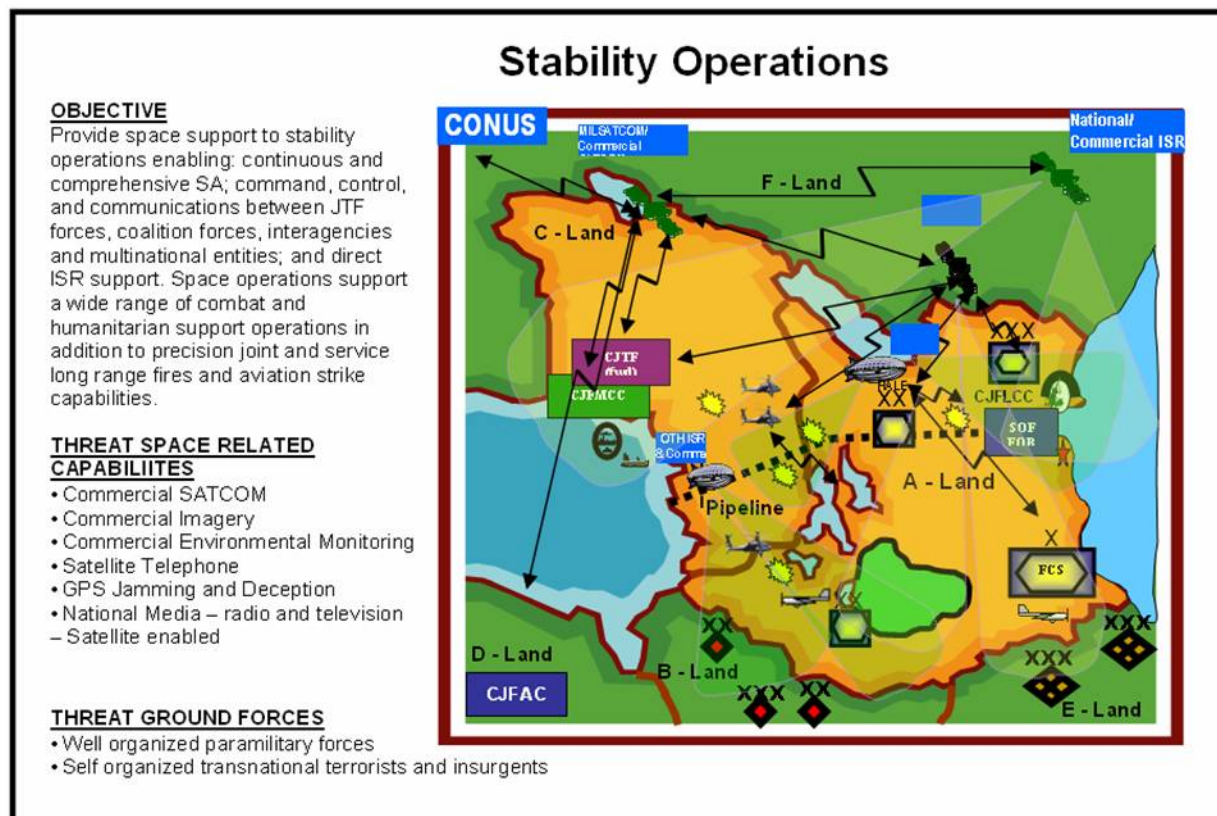 Stability Operations
OBJECTIVE
Provide space support to stability
operations enabling: continuous and
comprehensive SA; command, control,
and communications between JTF
forces, coalition forces, interagencies
and multinational entities; and direct
ISR support. Space operations support
a wide range of combat and
humanitarian support operations in
addition to precision joint and service
long range fires and aviation strike
capabilities.
THREAT SPACE RELATED
CAPABILIITES
• Commercial SATCOM
• Commercial Imagery
• Commercial Environmental Monitoring
• Satellite Telephone
• GPS Jamming and Deception
• National Media – radio and television
– Satellite enabled
THREAT GROUND FORCES
• Well organized paramilitary forces
• Self organized transnational terrorists and insurgents
CONUS
MILSATCOM/
Commercial
National/
Commercial ISR
F - Land
C - Land
XXX
CJTF
(Fwd)
CJFMCC
HALE
XX
CJFLCC
SOF
FOB
OTH ISR
& Comms
A - Land
Pipeline
X
FCS
XX
XX
XXX
XXX
D - Land
B - Land
XXX
XX
E - Land
CJFAC